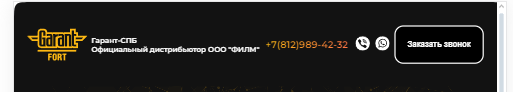 Garant
FORT
Гарант-СПБ
Официальный дистрибьютор ООО "ФИЛМ"
+7(812)989-42-32
Заказать звонок